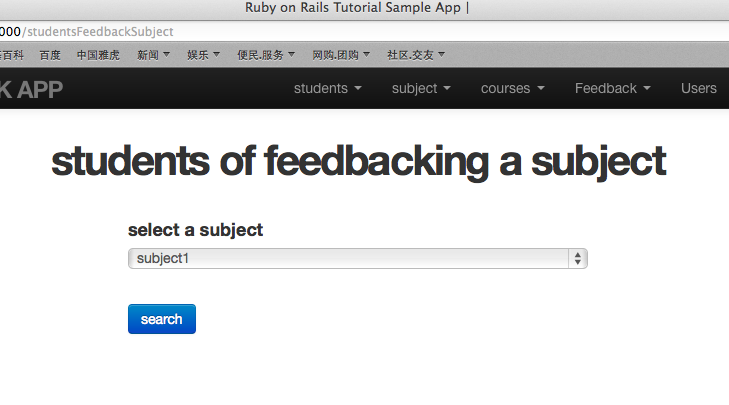 Ruby on Rails Tutorial Sample App |
000/studentsFeedbackSubject
百科 百度 中国雅虎 新闻 娱乐 便民.服务 网购.团购 社区.交友
K APP students subject courses Feedback Users
students of feedbacking a subject
select a subject
subject1
search